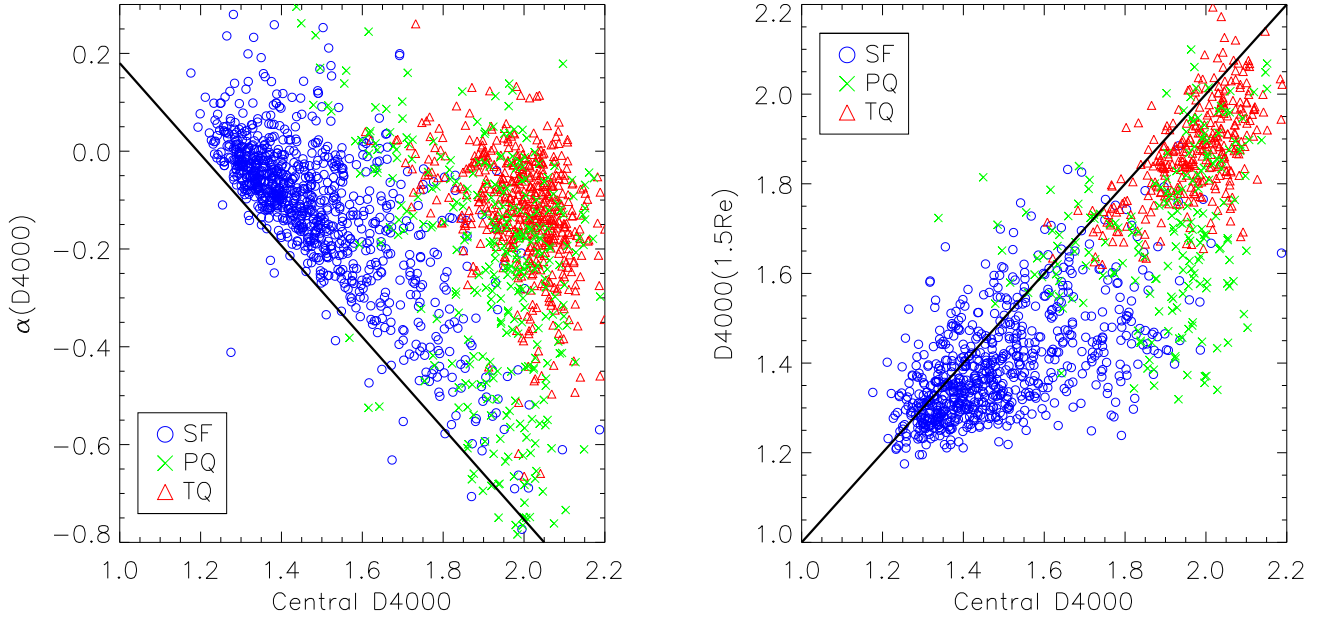 0.2
0.0
-0.2
-0.4
-0.6
-0.8
α(D4000)
SF
PQ
TQ
1.0 1.2 1.4 1.6 1.8 2.0 2.2
Central D4000
2.2
2.0
1.8
1.6
1.4
1.2
1.0
D4000(1.5Re)
SF
PQ
TQ
1.0 1.2 1.4 1.6 1.8 2.0 2.2
Central D4000